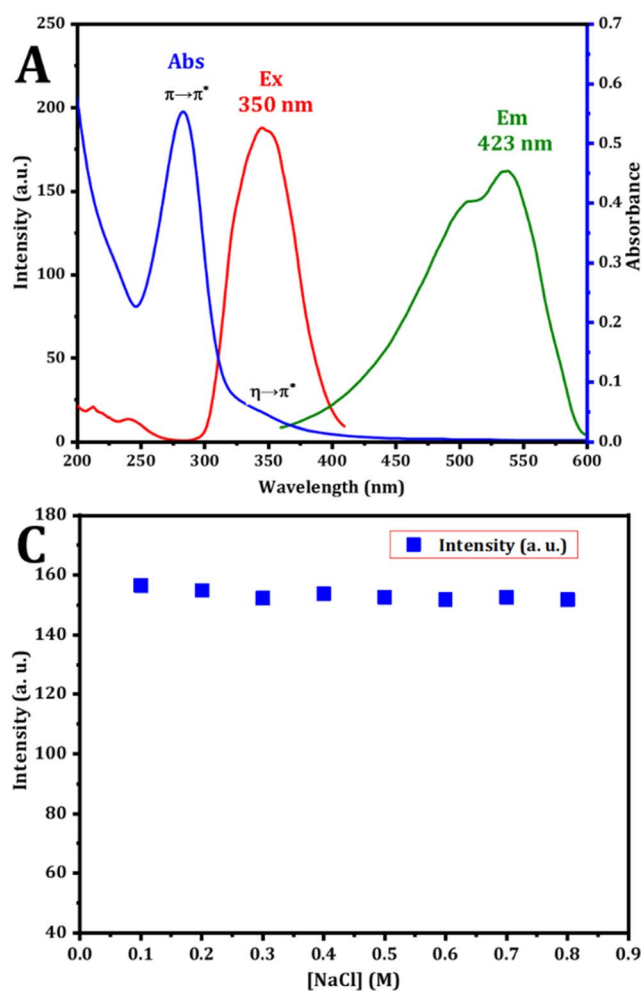 A
Abs
π→π*
Ex
350 nm
Em
423 nm
η→π*
Intensity (a.u.)
250
200
150
100
50
0
Absorbance
0.7
0.6
0.5
0.4
0.3
0.2
0.1
0.0
200 250 300 350 400 450 500 550 600
Wavelength (nm)
C
Intensity (a. u.)
Intensity (a. u.)
180
160
140
120
100
80
60
40
0.0 0.1 0.2 0.3 0.4 0.5 0.6 0.7 0.8 0.9
[NaCl] (M)